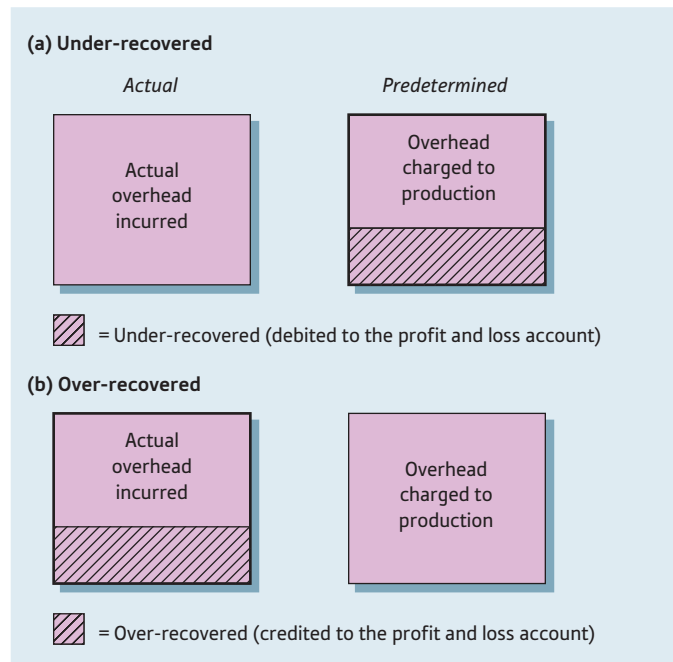 (a) Under-recovered
Actual
Predetermined
Actual
overhead
incurred
Overhead
charged to
production
= Under-recovered (debited to the profit and loss account)
(b) Over-recovered
Actual
overhead
incurred
Overhead
charged to
production
= Over-recovered (credited to the profit and loss account)